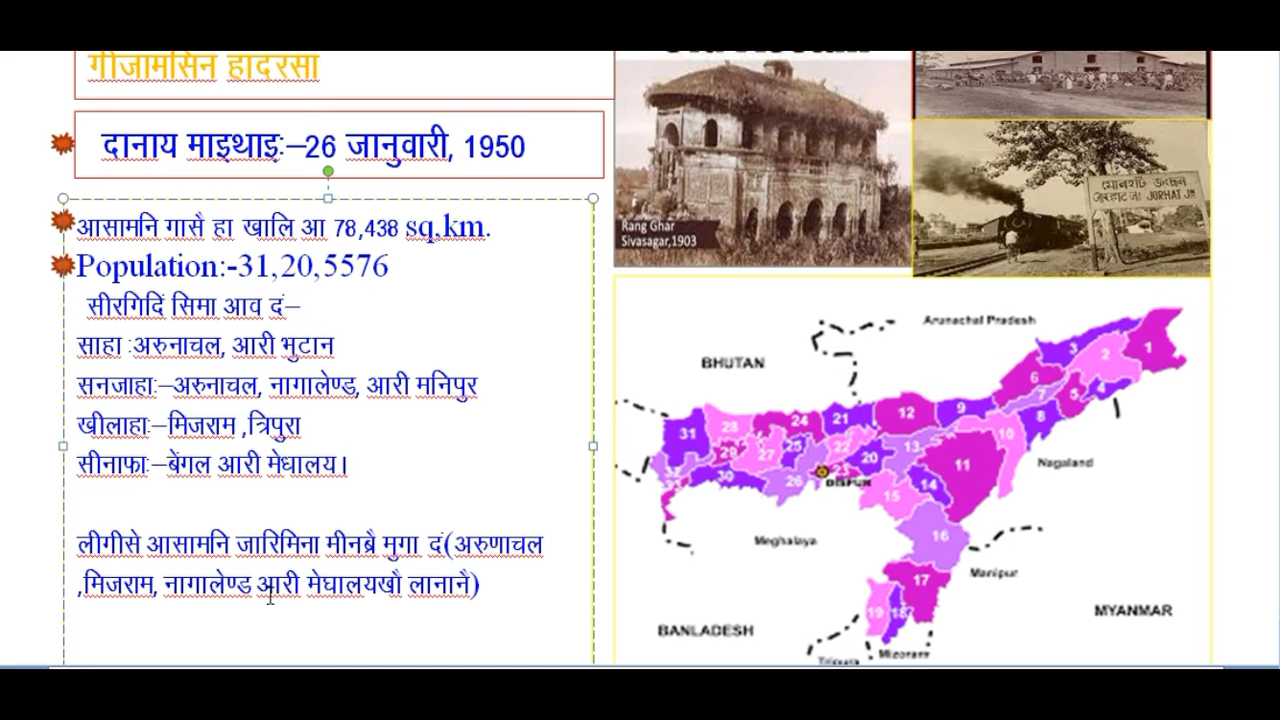 गीजामसिन हादरसा
दानाय माइथाइ:–26 जानुवारी, 1950
आसामनि गासै हा खालि आ 78,438 sq,km.
Population:-31,20,5576
सीरगिदिं सिमा आव दं–
साहा :अरुनाचल, आरी भुटान
सनजाहा:–अरुनाचल, नागालेण्ड, आरी मनिपुर
खीलाहा:–मिजराम ,त्रिपुरा
सीनाफा:–बेंगल आरी मेधालय।
लीगीसे आसामनि जारिमिना मीनब्रै मुगा दं(अरुणाचल
,मिजराम, नागालेण्ड आरी मेघालयखौ लानानै)
Rang Ghar
Sivasagar,1903
JORHAT JN
Arunachal Pradesh
BHUTAN
1
2
3
4
5
6
7
8
9
10
11
12
13
14
15
16
17
18
19
20
21
22
23
24
25
26
27
28
29
30
31
DISPUR
Nagaland
Meghalaya
Manipur
MYANMAR
BANGLADESH
Mizoram
Tripura